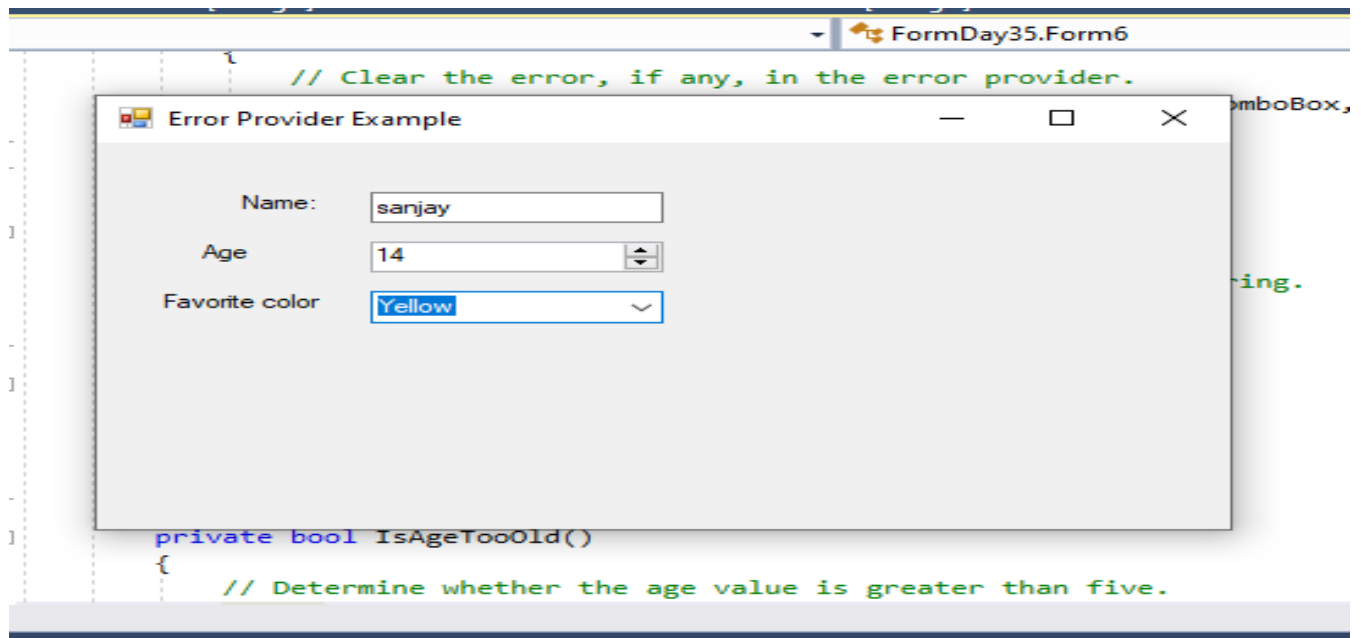 FormDay35.Form6
{
// Clear the error, if any, in the error provider.
Error Provider Example
Name:
sanjay
Age
14
Favorite color
Yellow
ring.
private bool IsAgeTooOld()
{
// Determine whether the age value is greater than five.